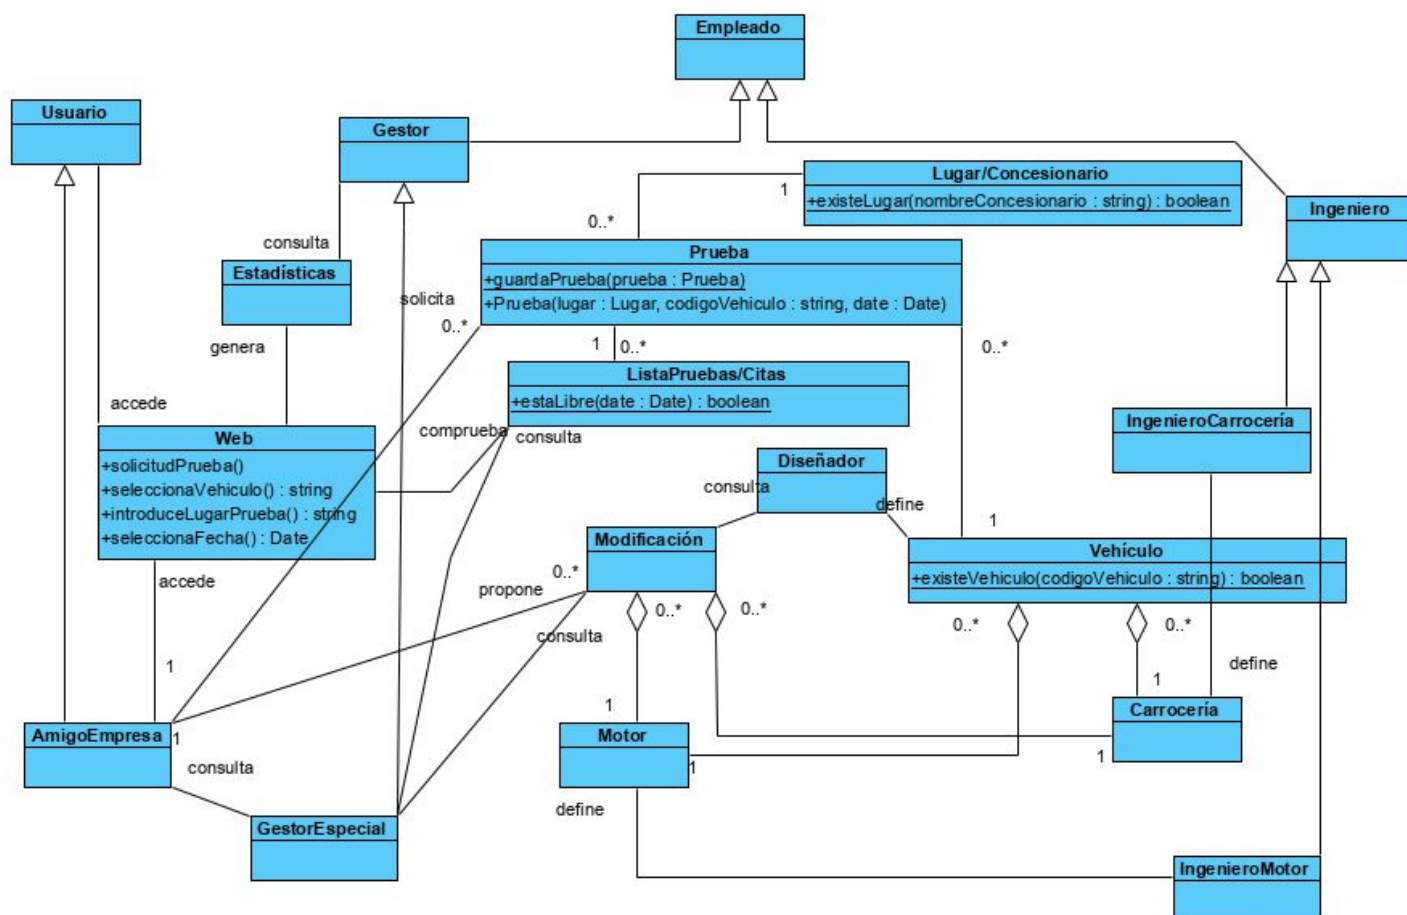 Empleado
Usuario
Gestor
Lugar/Concesionario
1
+existeLugar(nombreConcesionario : string) : boolean
Ingeniero
0..*
consulta
Prueba
Estadísticas
+guardaPrueba(prueba : Prueba)
solicita
+Prueba(lugar : Lugar, codigoVehiculo : string, date : Date)
0..*
genera
1
0..*
0..*
ListaPruebas/Citas
accede
+estaLibre(date : Date) : boolean
IngenieroCarrocería
Web
comprueba
consulta
+solicitudPrueba()
Diseñador
+seleccionaVehiculo() : string
consulta
define
+introduceLugarPrueba() : string
1
+seleccionaFecha() : Date
Modificación
Vehículo
accede
0..*
+existeVehiculo(codigoVehiculo : string) : boolean
propone
0..*
0..*
0..*
0..*
consulta
define
1
1
1
Carrocería
AmigoEmpresa
1
Motor
1
1
consulta
define
GestorEspecial
IngenieroMotor